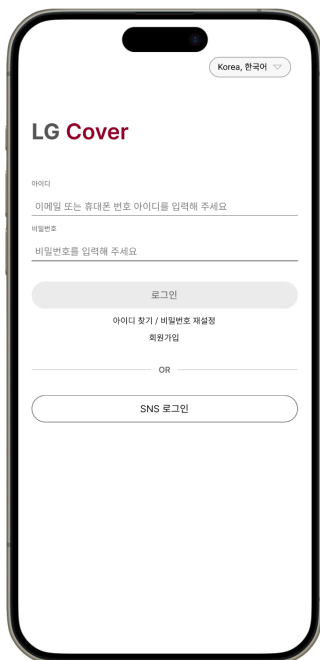 Korea, 한국어
LG Cover
아이디
이메일 또는 휴대폰 번호 아이디를 입력해 주세요
비밀번호
비밀번호를 입력해 주세요
로그인
아이디 찾기 / 비밀번호 재설정
회원가입
OR
SNS 로그인